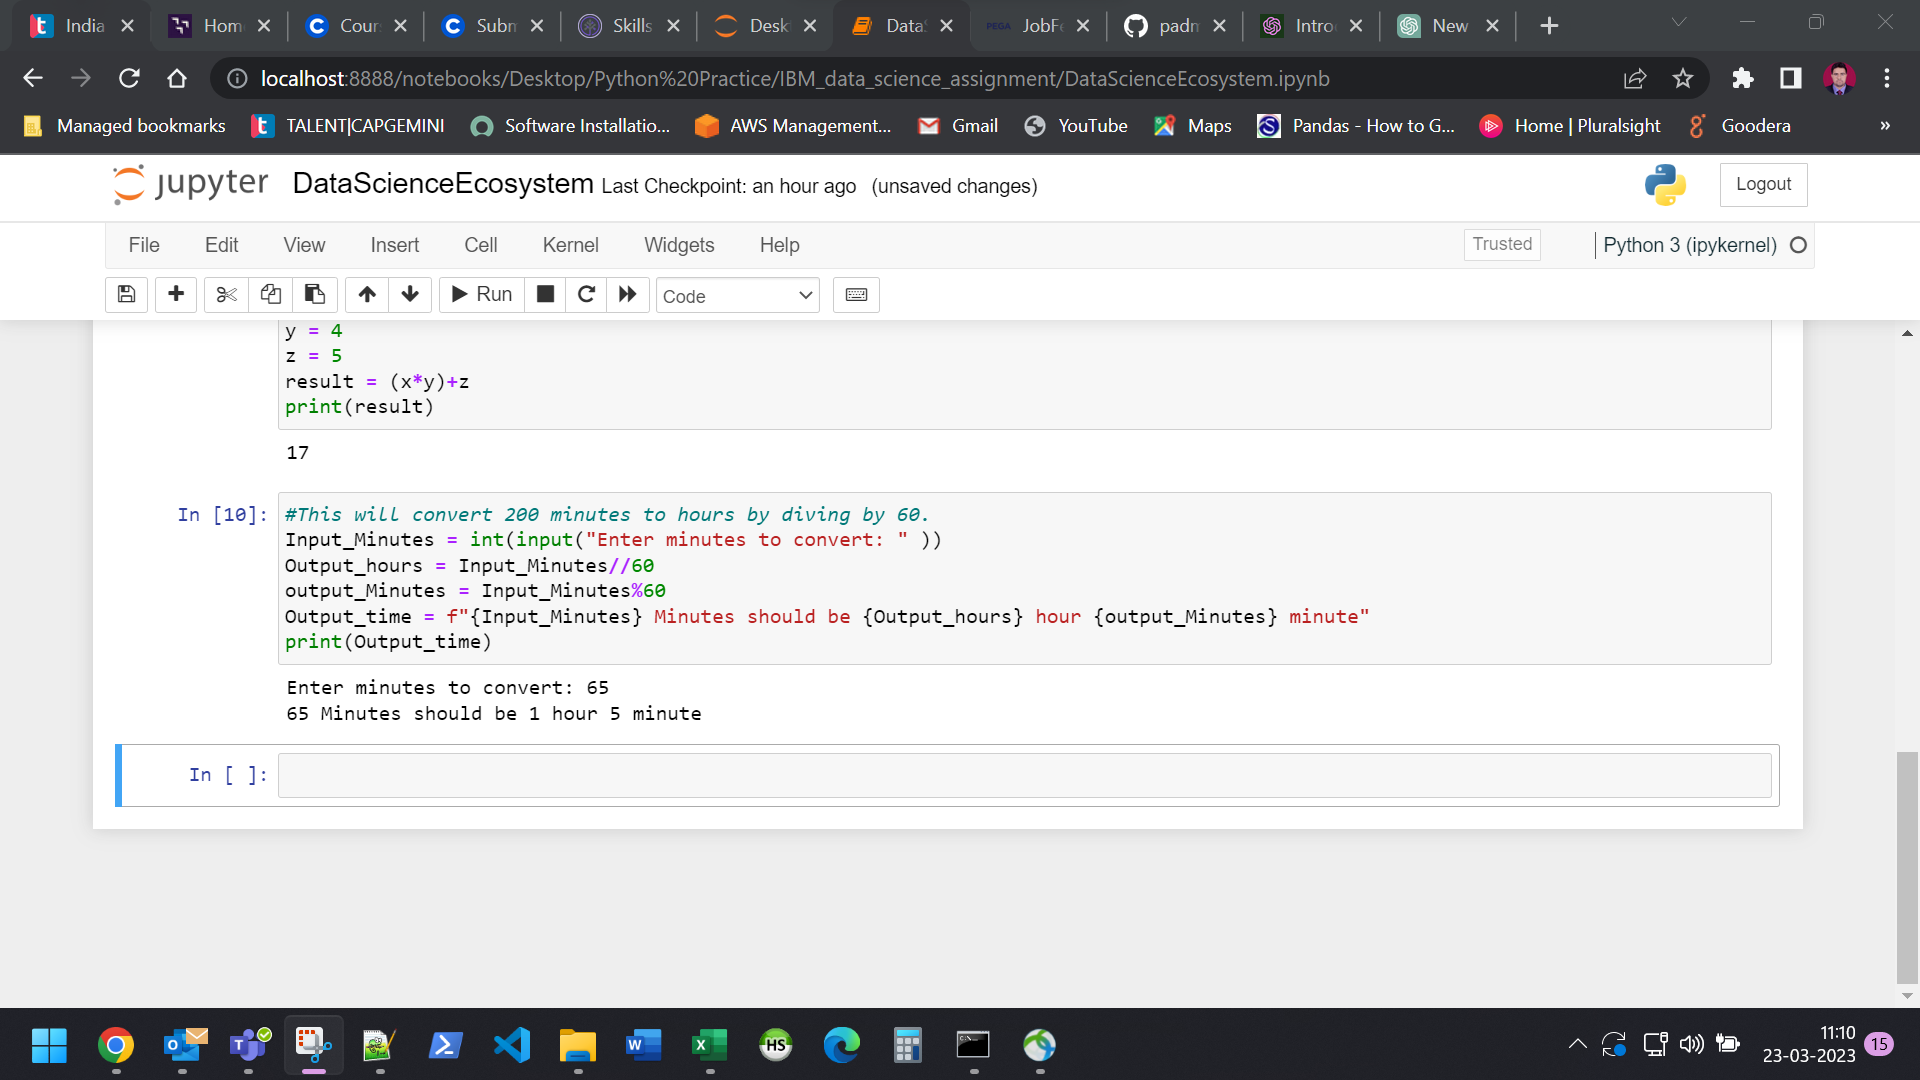 India
Hom
Cour
Subm
Skills
Desk
Data
PEGA JobFe
padm
Intro
New
localhost:8888/notebooks/Desktop/Python%20Practice/IBM_data_science_assignment/DataScienceEcosystem.ipynb
Managed bookmarks
TALENT|CAPGEMINI
Software Installatio...
AWS Management...
Gmail
YouTube
Maps
Pandas - How to G...
Home | Pluralsight
Goodera
»
jupyter DataScienceEcosystem Last Checkpoint: an hour ago (unsaved changes)
Logout
File Edit View Insert Cell Kernel Widgets Help
Trusted
Python 3 (ipykernel)
Run
Code
y = 4
z = 5
result = (x*y)+z
print(result)
17
In [10]:
#This will convert 200 minutes to hours by diving by 60.
Input_Minutes = int(input("Enter minutes to convert: " ))
Output_hours = Input_Minutes//60
output_Minutes = Input_Minutes%60
Output_time = f"{Input_Minutes} Minutes should be {Output_hours} hour {output_Minutes} minute"
print(Output_time)
Enter minutes to convert: 65
65 Minutes should be 1 hour 5 minute
In [ ]:
HS
11:10
23-03-2023
15